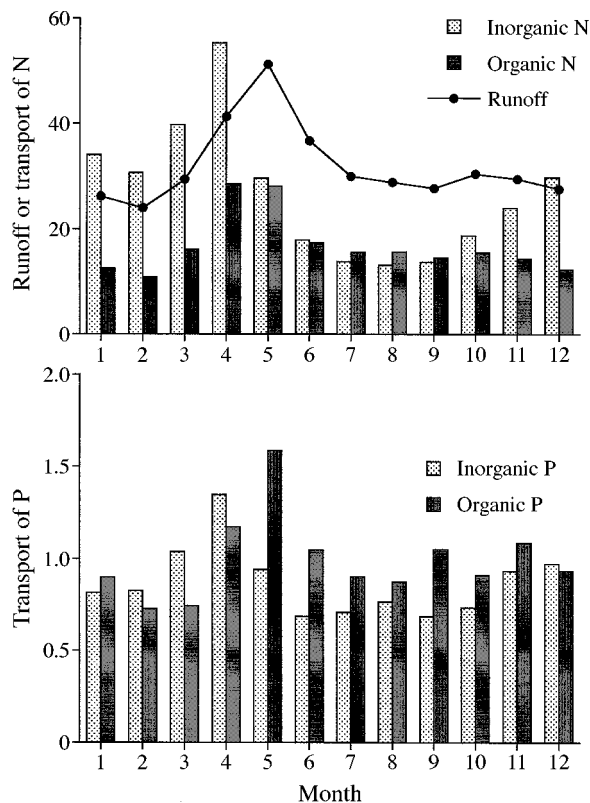 Runoff or transport of N
60
40
20
0
Inorganic N
Organic N
Runoff
1 2 3 4 5 6 7 8 9 10 11 12
Transport of P
2.0
1.5
1.0
0.5
0
Inorganic P
Organic P
1 2 3 4 5 6 7 8 9 10 11 12
Month